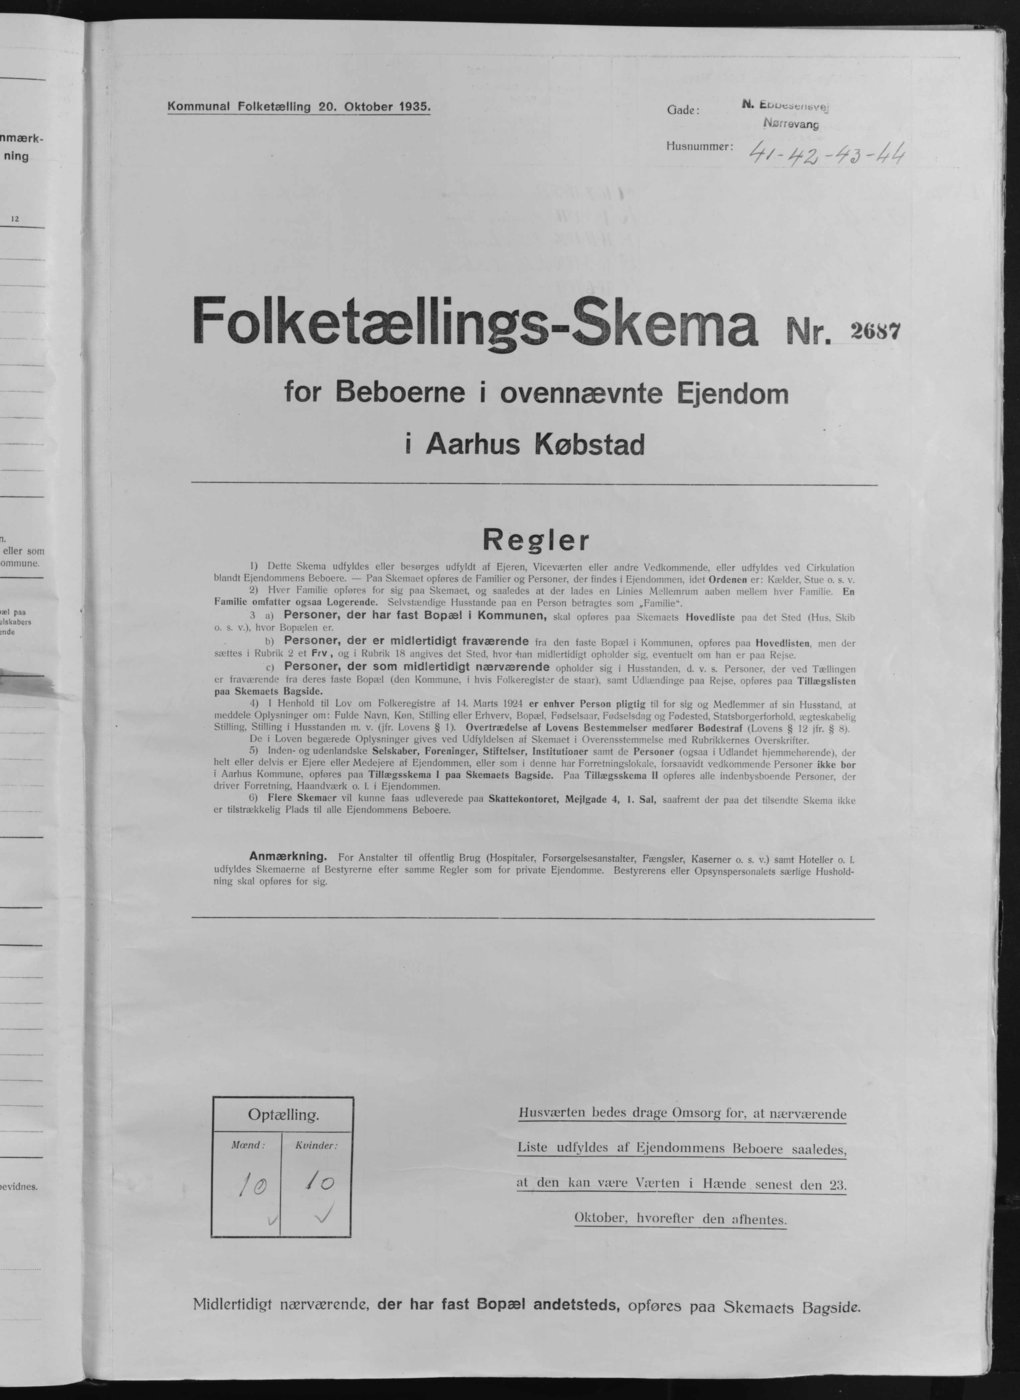 nmærk-
ning
12
n.
eller som
ommune.
æl paa
elskabers
ende
evidnes.
Kommunal Folketælling 20. Oktober 1935.
Gade: N. Ebbesensvej
Nørrevang
Husnummer: 41-42-43-44
Folketællings-Skema Nr. 2687
for Beboerne i ovennævnte Ejendom
i Aarhus Købstad
Regler
1) Dette Skema udfyldes eller besørges udfyldt af Ejeren, Viceværten eller andre Vedkommende, eller udfyldes ved Cirkulation
blandt Ejendommens Beboere. — Paa Skemaet opføres de Familier og Personer, der findes i Ejendommen, idet Ordenen er: Kælder, Stue o. s. v.
2) Hver Familie opføres for sig paa Skemaet, og saaledes at der lades en Linies Mellemrum aaben mellem hver Familie. En
Familie omfatter ogsaa Logerende. Selvstændige Husstande paa en Person betragtes som „Familie“.
3 a) Personer, der har fast Bopæl i Kommunen, skal opføres paa Skemaets Hovedliste paa det Sted (Hus, Skib
o. s. v.), hvor Bopælen er.
b) Personer, der er midlertidigt fraværende fra den faste Bopæl i Kommunen, opføres paa Hovedlisten, men der
sættes i Rubrik 2 et Frv, og i Rubrik 18 angives det Sted, hvor han midlertidigt opholder sig, eventuelt om han er paa Rejse.
c) Personer, der som midlertidigt nærværende opholder sig i Husstanden, d. v. s. Personer, der ved Tællingen
er fraværende fra deres faste Bopæl (den Kommune, i hvis Folkeregister de staar), samt Udlændinge paa Rejse, opføres paa Tillægslisten
paa Skemaets Bagside.
4) I Henhold til Lov om Folkeregistre af 14. Marts 1924 er enhver Person pligtig til for sig og Medlemmer af sin Husstand, at
meddele Oplysninger om: Fulde Navn, Køn, Stilling eller Erhverv, Bopæl, Fødselsaar, Fødselsdag og Fødested, Statsborgerforhold, ægteskabelig
Stilling, Stilling i Husstanden m. v. (jfr. Lovens § 1). Overtrædelse af Lovens Bestemmelser medfører Bødestraf (Lovens § 12 jfr. § 8).
De i Loven begærede Oplysninger gives ved Udfyldelsen af Skemaet i Overensstemmelse med Rubrikkernes Overskrifter.
5) Inden- og udenlandske Selskaber, Foreninger, Stiftelser, Institutioner samt de Personer (ogsaa i Udlandet hjemmehørende), der
helt eller delvis er Ejere eller Medejere af Ejendommen, eller som i denne har Forretningslokale, forsaavidt vedkommende Personer ikke bor
i Aarhus Kommune, opføres paa Tillægsskema I paa Skemaets Bagside. Paa Tillægsskema II opføres alle indenbysboende Personer, der
driver Forretning, Haandværk o. l. i Ejendommen.
6) Flere Skemaer vil kunne faas udleverede paa Skattekontoret, Mejlgade 4, 1. Sal, saafremt der paa det tilsendte Skema ikke
er tilstrækkelig Plads til alle Ejendommens Beboere.
Anmærkning. For Anstalter til offentlig Brug (Hospitaler, Forsørgelsesanstalter, Fængsler, Kaserner o. s. v.) samt Hoteller o. l.
udfyldes Skemaerne af Bestyrerne efter samme Regler som for private Ejendomme. Bestyrerens eller Opsynspersonalets særlige Hushold-
ning skal opføres for sig.
Optælling.
Mænd: Kvinder:
10 10
Husværten bedes drage Omsorg for, at nærværende
Liste udfyldes af Ejendommens Beboere saaledes,
at den kan være Værten i Hænde senest den 23.
Oktober, hvorefter den afhentes.
Midlertidigt nærværende, der har fast Bopæl andetsteds, opføres paa Skemaets Bagside.